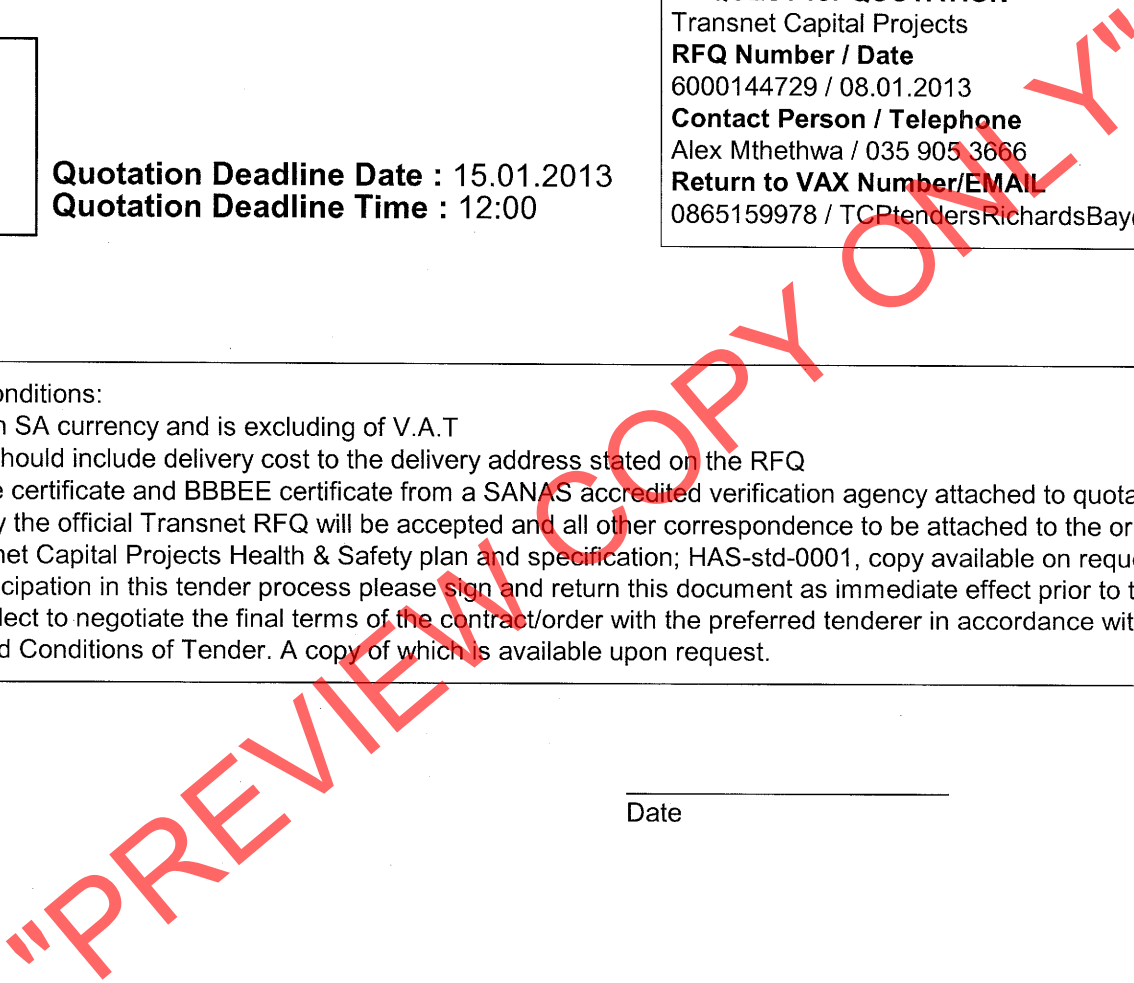 Transnet Capital Projects
RFQ Number / Date
6000144729 / 08.01.2013
Contact Person / Telephone
Alex Mthethwa / 035 905 3666
Return to VAX Number/EMAIL
0865159978 / TCPtendersRichardsBay
Quotation Deadline Date : 15.01.2013
Quotation Deadline Time : 12:00
onditions:
n SA currency and is excluding of V.A.T
hould include delivery cost to the delivery address stated on the RFQ
e certificate and BBBEE certificate from a SANAS accredited verification agency attached to quota
y the official Transnet RFQ will be accepted and all other correspondence to be attached to the or
net Capital Projects Health & Safety plan and specification; HAS-std-0001, copy available on reque
cipation in this tender process please sign and return this document as immediate effect prior to t
lect to negotiate the final terms of the contract/order with the preferred tenderer in accordance wit
d Conditions of Tender. A copy of which is available upon request.
Date
"PREVIEW COPY ONLY"